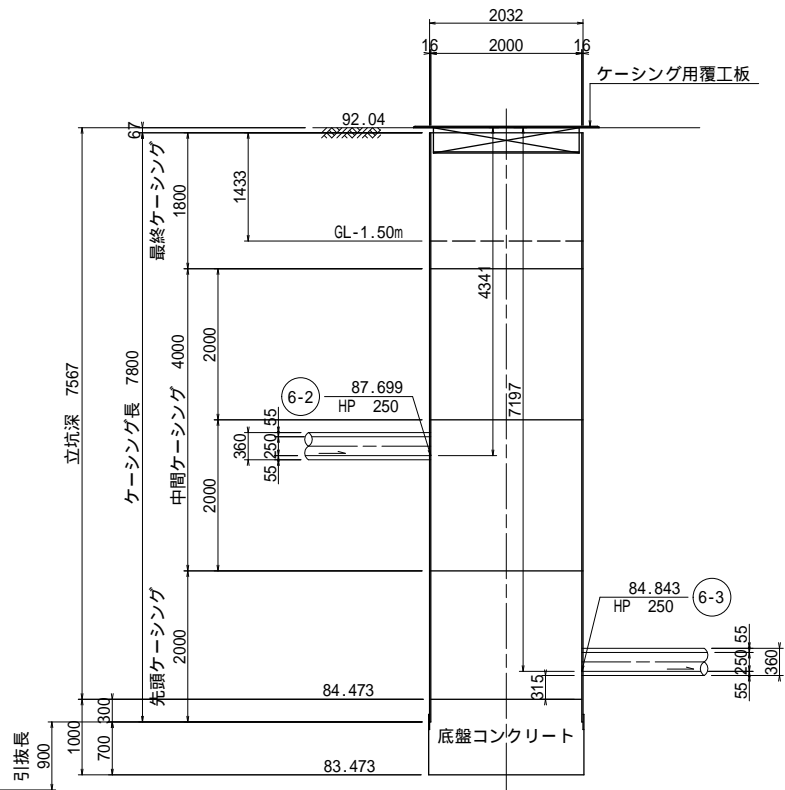 2032
16 2000 16
ケーシング用覆工板
92.04
67
最終ケーシング
1800
1433
GL-1.50m
4341
立坑深 7567
ケーシング長 7800
中間ケーシング 4000
2000
7197
6-2
87.699
HP 250
55
250
55
360
2000
先頭ケーシング
2000
84.843
HP 250
6-3
55
250
55
360
315
84.473
300
1000
700
底盤コンクリート
引抜長
900
83.473